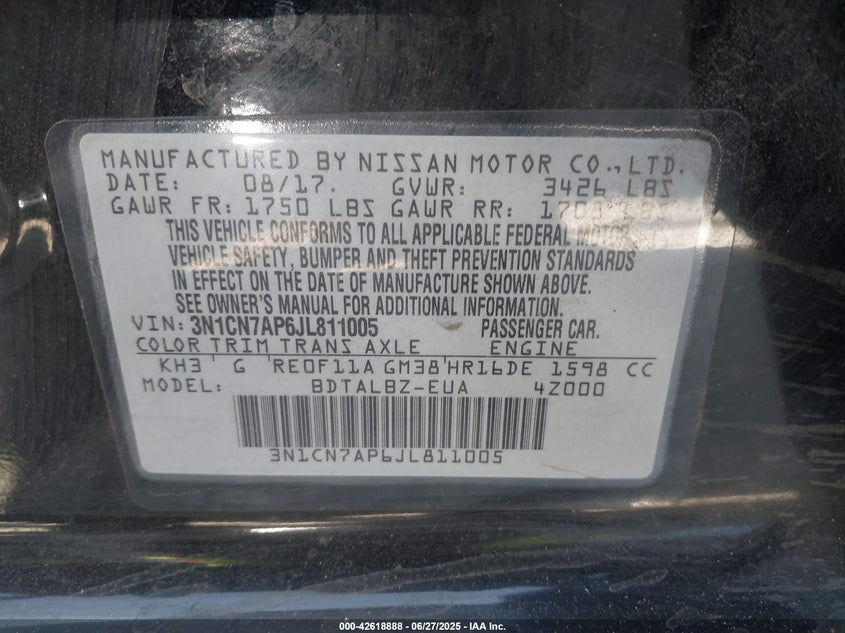 MANUFACTURED BY NISSAN MOTOR CO.,LTD.
DATE: 08/17. GVWR: 3426 LBS
GAWR FR: 1750 LBS GAWR RR: LBS
THIS VEHICLE CONFORMS TO ALL APPLICABLE FEDERAL MOTOR
VEHICLE SAFETY, BUMPER AND THEFT PREVENTION STANDARDS
IN EFFECT ON THE DATE OF MANUFACTURE SHOWN ABOVE.
SEE OWNER'S MANUAL FOR ADDITIONAL INFORMATION.
VIN: 3N1CN7AP6JL811005 PASSENGER CAR.
COLOR TRIM TRANS AXLE ENGINE
KH3 G RE0F11A GM38 HR16DE 1598 CC
MODEL: BDTALBZ-EUA 4Z000
3N1CN7AP6JL811005
000-42618888 - 06/27/2025 - IAA Inc.